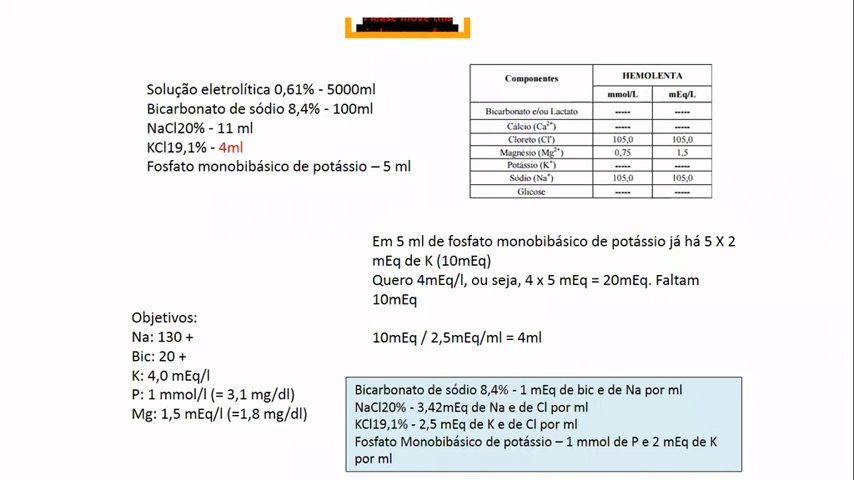 Please move this
Solução eletrolítica 0,61% - 5000ml
Bicarbonato de sódio 8,4% - 100ml
NaCl20% - 11 ml
KCl19,1% - 4ml
Fosfato monobibásico de potássio – 5 ml
Componentes HEMOLENTA
mmol/L mEq/L
Bicarbonato e/ou Lactato ----- -----
Cálcio (Ca²⁺) ----- -----
Cloreto (Cl⁻) 105,0 105,0
Magnésio (Mg²⁺) 0,75 1,5
Potássio (K⁺) ----- -----
Sódio (Na⁺) 105,0 105,0
Glicose ----- -----
Em 5 ml de fosfato monobibásico de potássio já há 5 X 2
mEq de K (10mEq)
Quero 4mEq/l, ou seja, 4 x 5 mEq = 20mEq. Faltam
10mEq
10mEq / 2,5mEq/ml = 4ml
Objetivos:
Na: 130 +
Bic: 20 +
K: 4,0 mEq/l
P: 1 mmol/l (= 3,1 mg/dl)
Mg: 1,5 mEq/l (=1,8 mg/dl)
Bicarbonato de sódio 8,4% - 1 mEq de bic e de Na por ml
NaCl20% - 3,42mEq de Na e de Cl por ml
KCl19,1% - 2,5 mEq de K e de Cl por ml
Fosfato Monobibásico de potássio – 1 mmol de P e 2 mEq de K
por ml